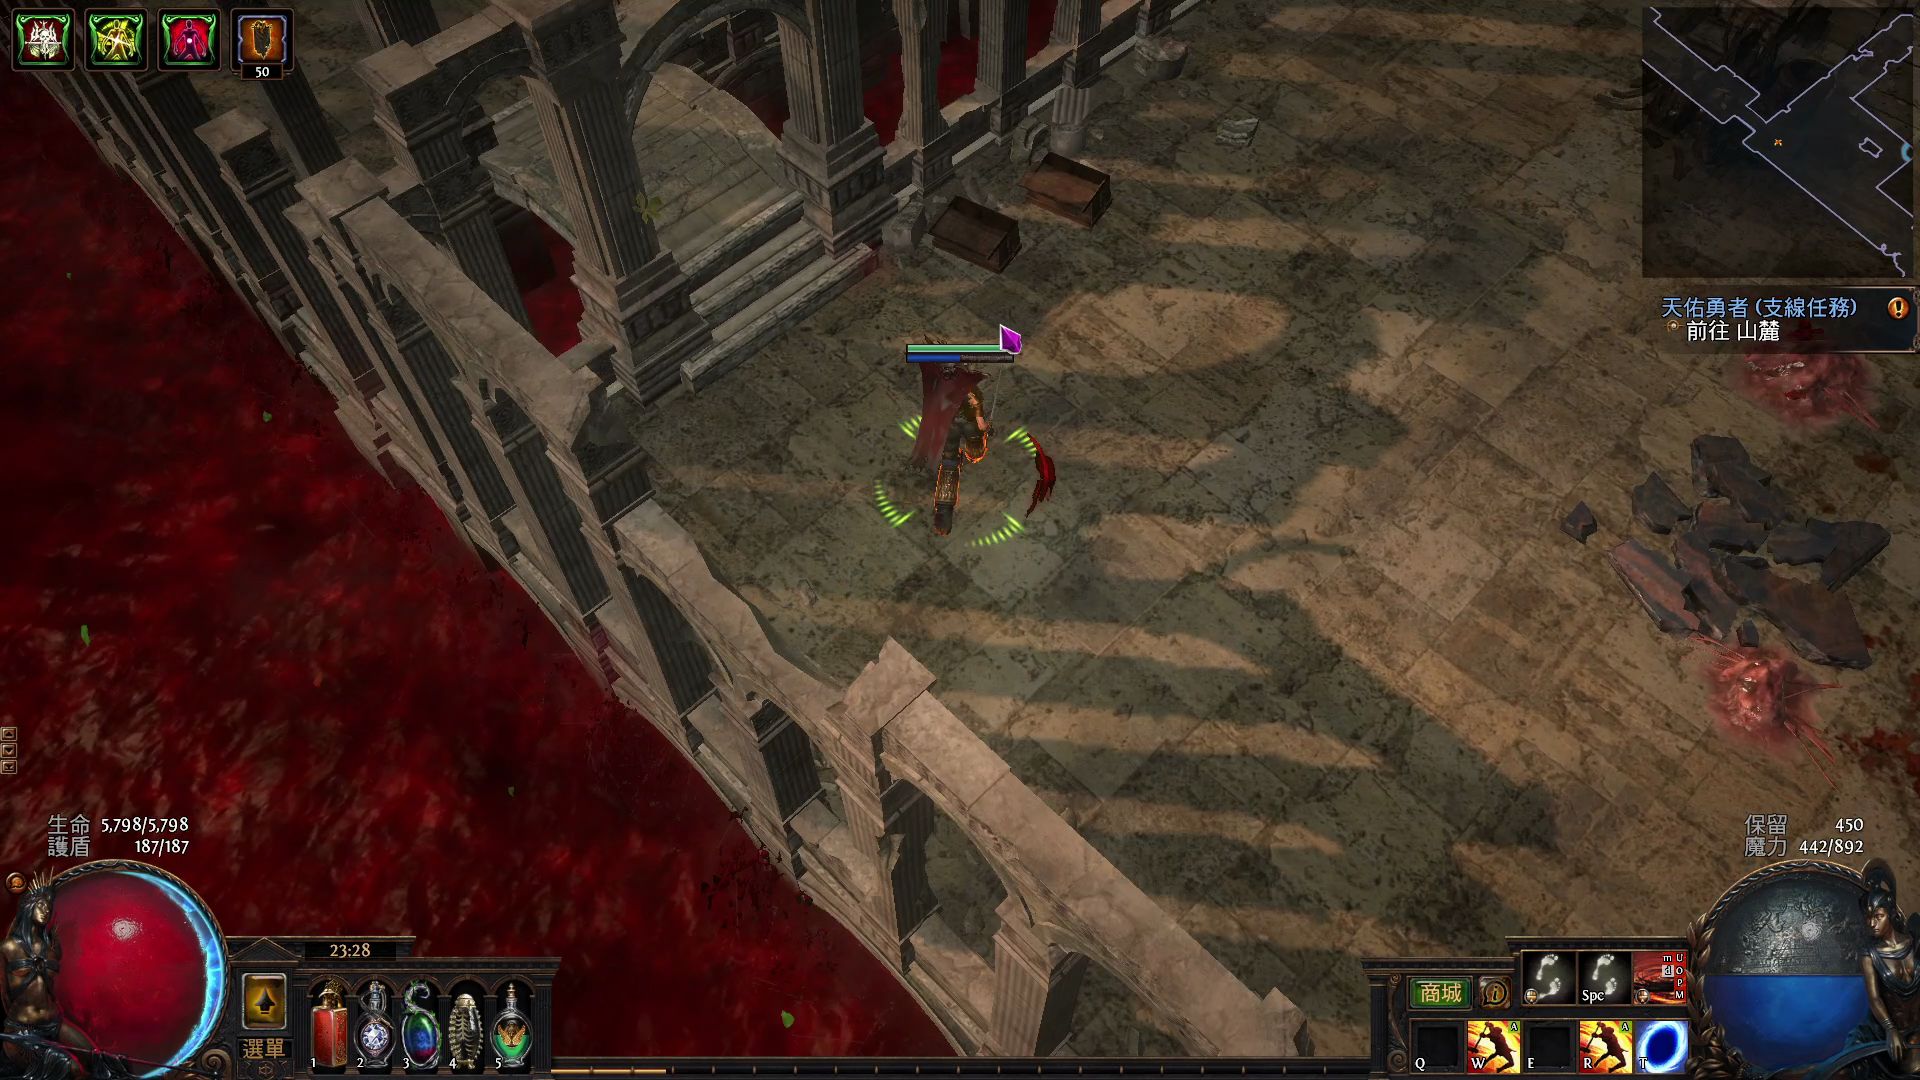 50
天佑勇者 (支線任務)
前往 山麓
生命 5,798/5,798
護盾 187/187
保留 450
魔力 442/892
23:28
選單
1 2 3 4 5
商城
Spc
m U
d O
P
M
Q W A E R A T